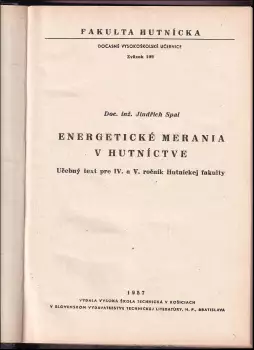 FAKULTA HUTNÍCKA
DOČASNÉ VYSOKOŠKOLSKÉ UČEBNICE
Zväzok
Doc. inž. Jindřich Spal
ENERGETICKÉ MERANIA
V HUTNÍCTVE
Učebný text pre IV. a V. ročník Hutníckej fakulty
1957
VYDALA VYSOKÁ ŠKOLA TECHNICKÁ V KOŠICIACH
V SLOVENSKOM VYDAVATEĽSTVE TECHNICKEJ LITERATÚRY, N. P., BRATISLAVA